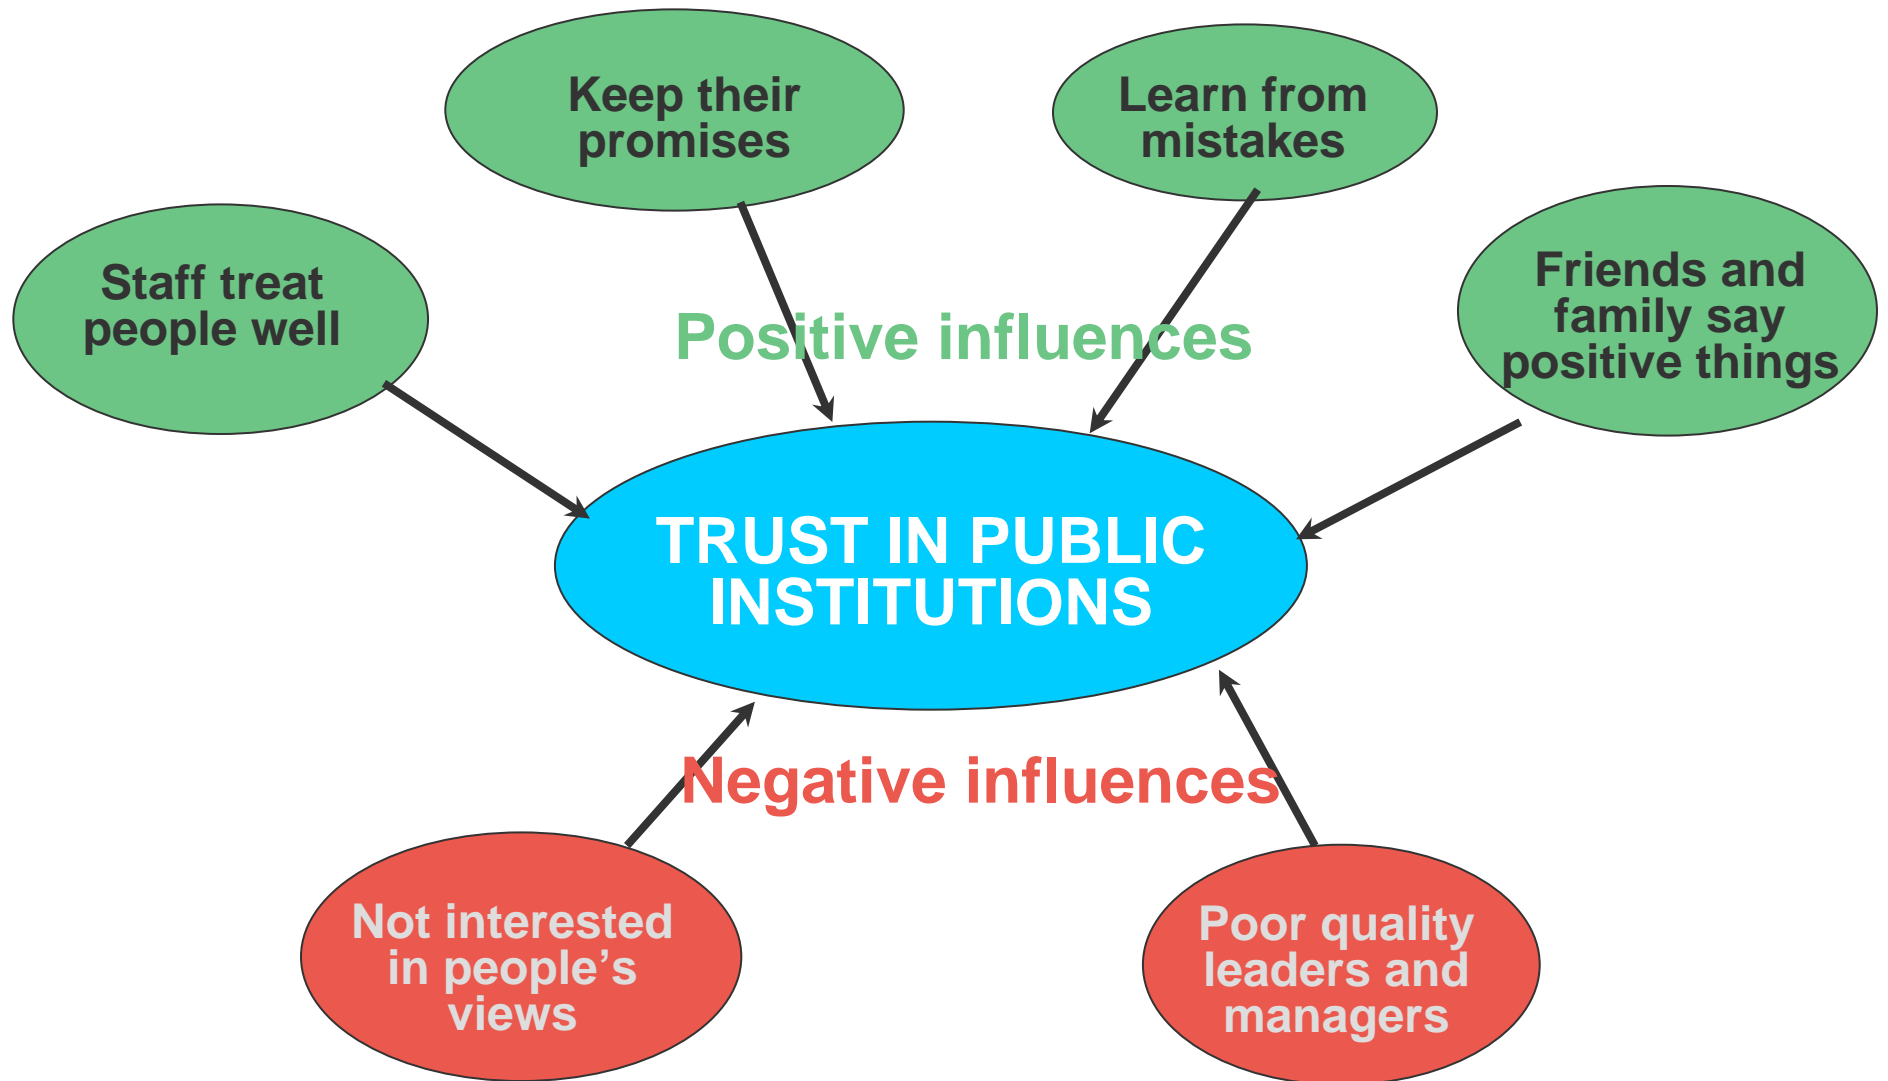 Keep their
promises
Learn from
mistakes
Staff treat
people well
Friends and
family say
positive things
Positive influences
TRUST IN PUBLIC
INSTITUTIONS
Negative influences
Not interested
in people’s
views
Poor quality
leaders and
managers